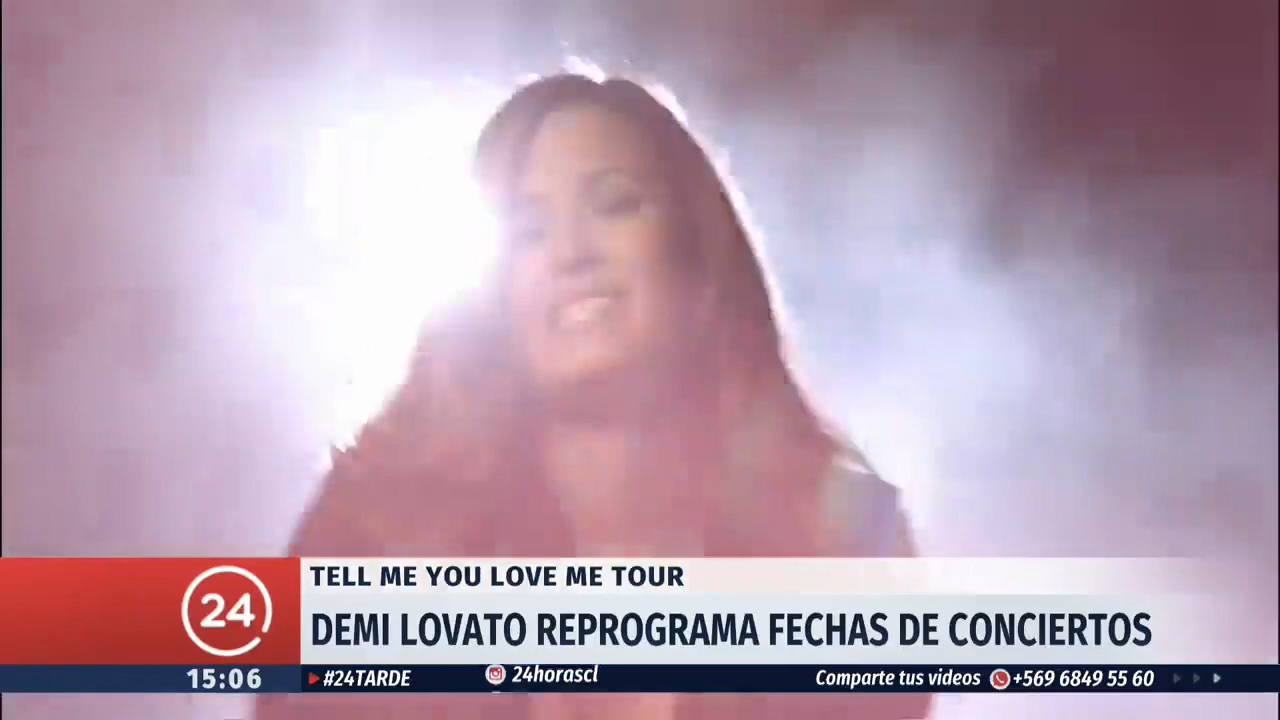 TELL ME YOU LOVE ME TOUR
24
DEMI LOVATO REPROGRAMA FECHAS DE CONCIERTOS
15:06 #24TARDE 24horascl Comparte tus videos +569 6849 55 60